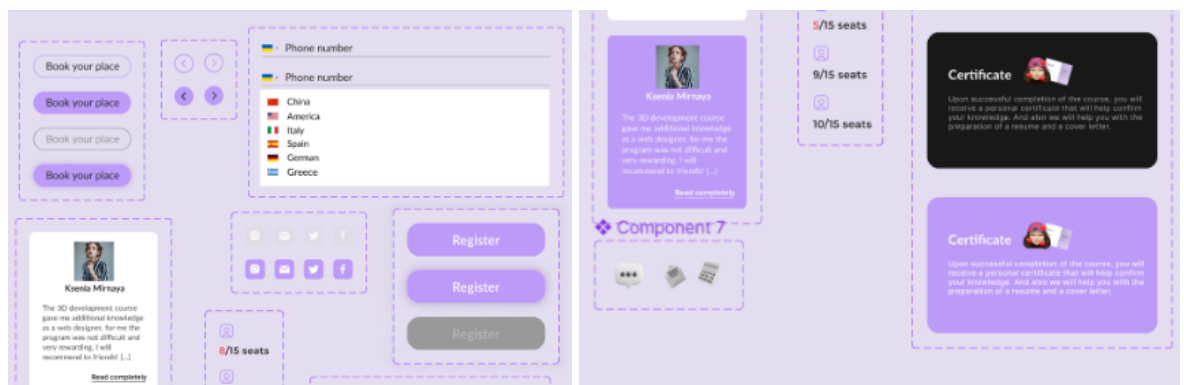 Book your place
Book your place
Book your place
Book your place
Phone number
Phone number
China
America
Italy
Spain
German
Greece
Ksenia Mirnaya
The 3D development course
gave me additional knowledge
as a web designer, for me the
program was not difficult and
very rewarding, I will
recommend to friends! [...]
Read completely
8/15 seats
Register
Register
Register
Ksenia Mirnaya
The 3D development course
gave me additional knowledge
as a web designer, for me the
program was not difficult and
very rewarding, I will
recommend to friends! [...]
Read completely
Component 7
5/15 seats
9/15 seats
10/15 seats
Certificate
Upon successful completion of the course, you will
receive a personal certificate that will help confirm
your knowledge. And also we will help you with the
preparation of a resume and a cover letter.
Certificate
Upon successful completion of the course, you will
receive a personal certificate that will help confirm
your knowledge. And also we will help you with the
preparation of a resume and a cover letter.